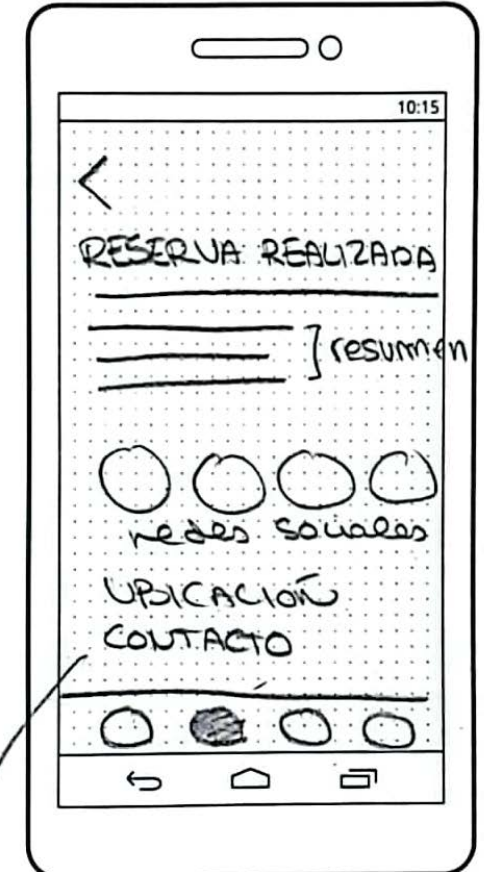 10:15
RESERVA REALIZADA
resumen
redes sociales
UBICACIÓN
CONTACTO